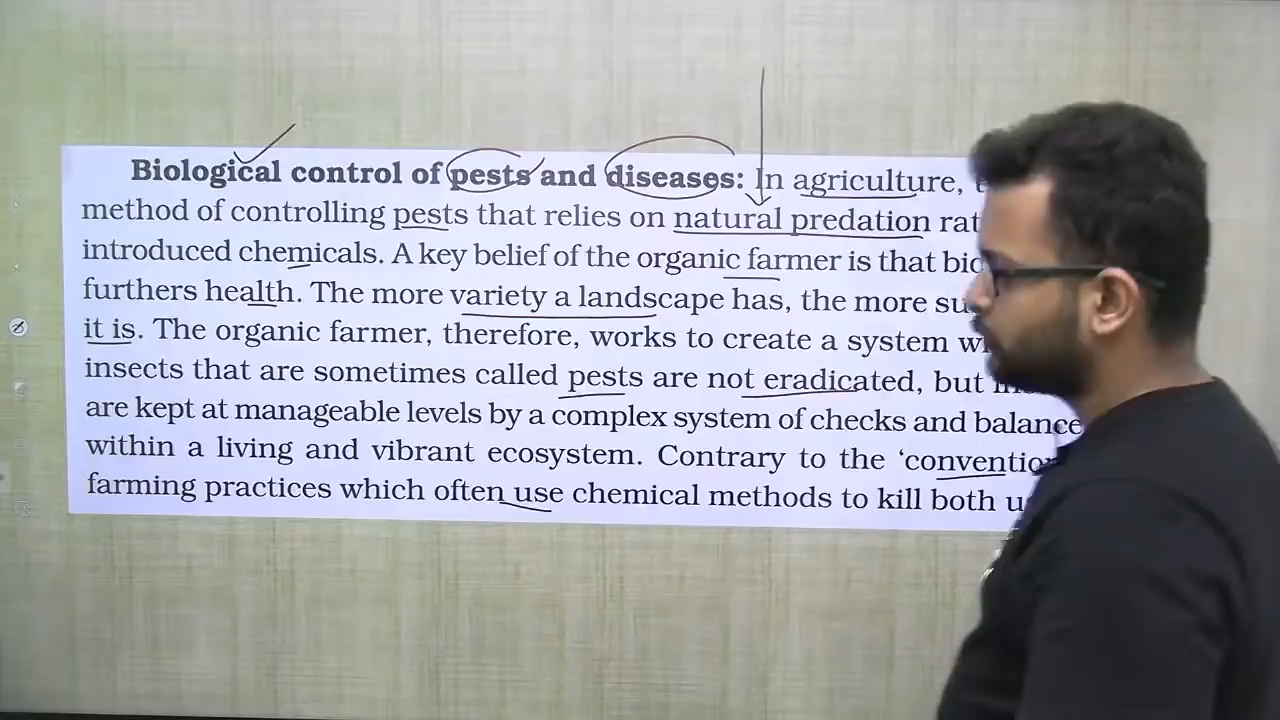 Biological control of pests and diseases: In agriculture,
method of controlling pests that relies on natural predation
introduced chemicals. A key belief of the organic farmer is that
furthers health. The more variety a landscape has, the more
it is. The organic farmer, therefore, works to create a system
insects that are sometimes called pests are not eradicated, but
are kept at manageable levels by a complex system of checks and balance
within a living and vibrant ecosystem. Contrary to the
farming practices which often use chemical methods to kill both